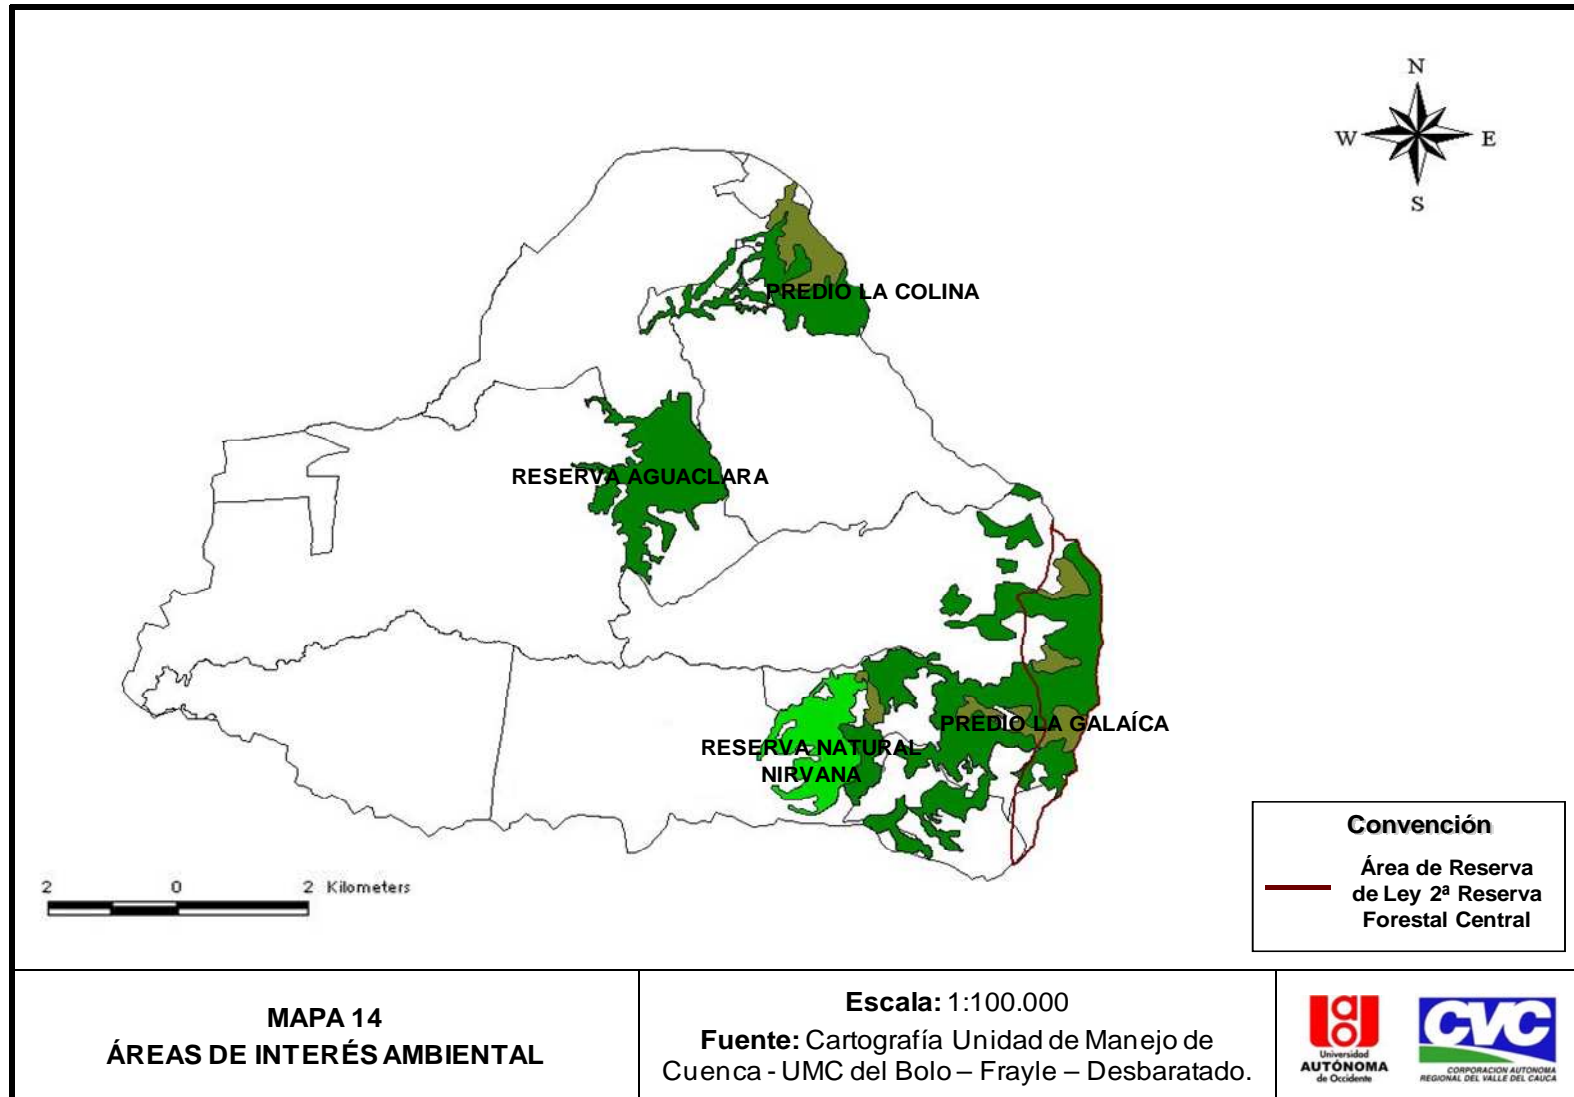 N
W E
S
PREDIO LA COLINA
RESERVA AGUACLARA
PREDIO LA GALAÍCA
RESERVA NATURAL
NIRVANA
Convención
Área de Reserva
de Ley 2ª Reserva
Forestal Central
2 0 2 Kilometers
MAPA 14
ÁREAS DE INTERÉS AMBIENTAL
Escala: 1:100.000
Fuente: Cartografía Unidad de Manejo de
Cuenca - UMC del Bolo – Frayle – Desbaratado.
Universidad
AUTÓNOMA
de Occidente
CVC
CORPORACION AUTONOMA
REGIONAL DEL VALLE DEL CAUCA